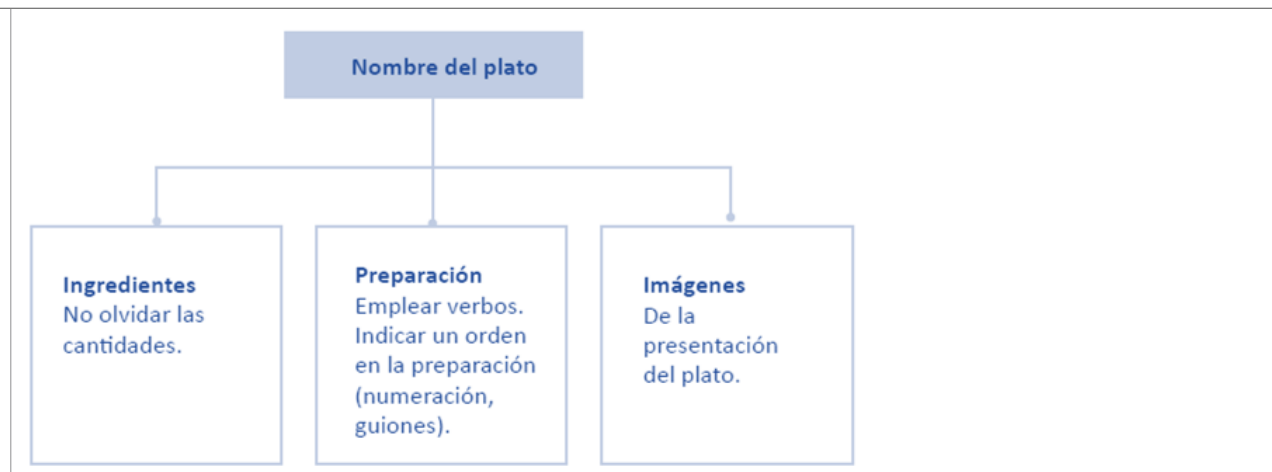 Nombre del plato
Ingredientes
No olvidar las
cantidades.
Preparación
Emplear verbos.
Indicar un orden
en la preparación
(numeración,
guiones).
Imágenes
De la
presentación
del plato.